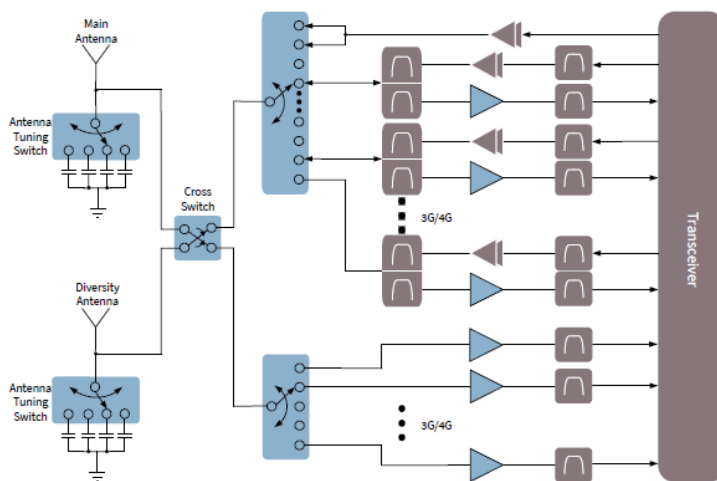 Main
Antenna
Antenna
Tuning
Switch
Cross
Switch
3G/4G
Transceiver
Diversity
Antenna
Antenna
Tuning
Switch
3G/4G